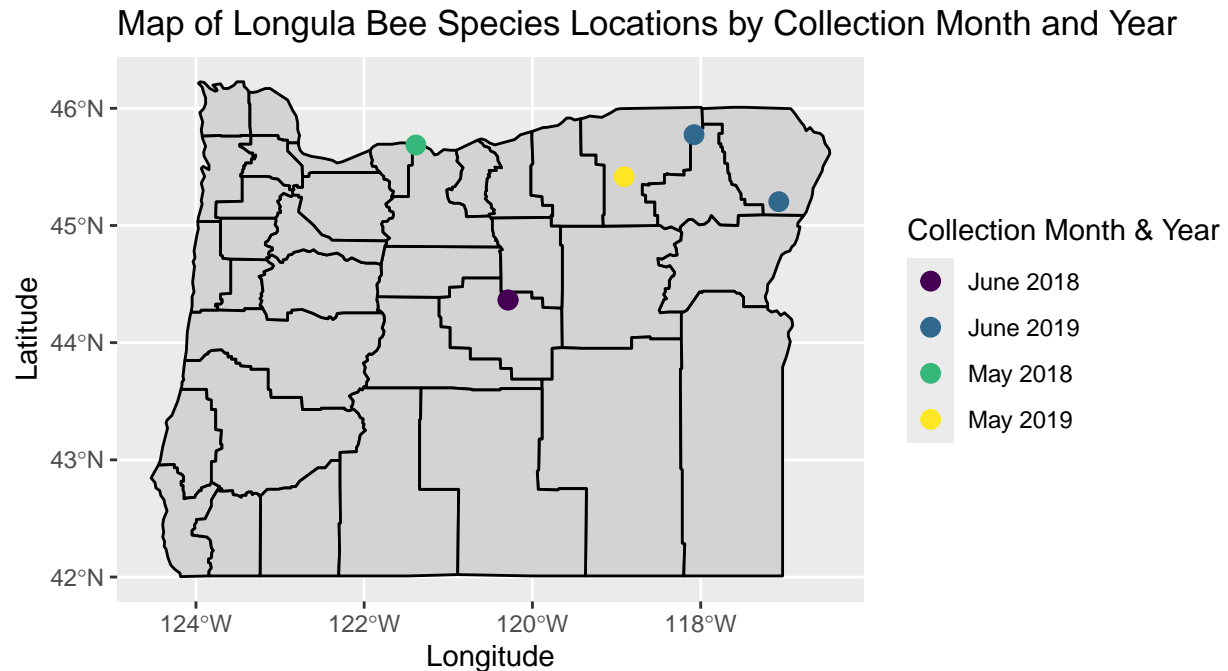 Map of Longula Bee Species Locations by Collection Month and Year
46°N
45°N
44°N
43°N
42°N
Latitude
124°W
122°W
120°W
118°W
Longitude
Collection Month & Year
June 2018
June 2019
May 2018
May 2019